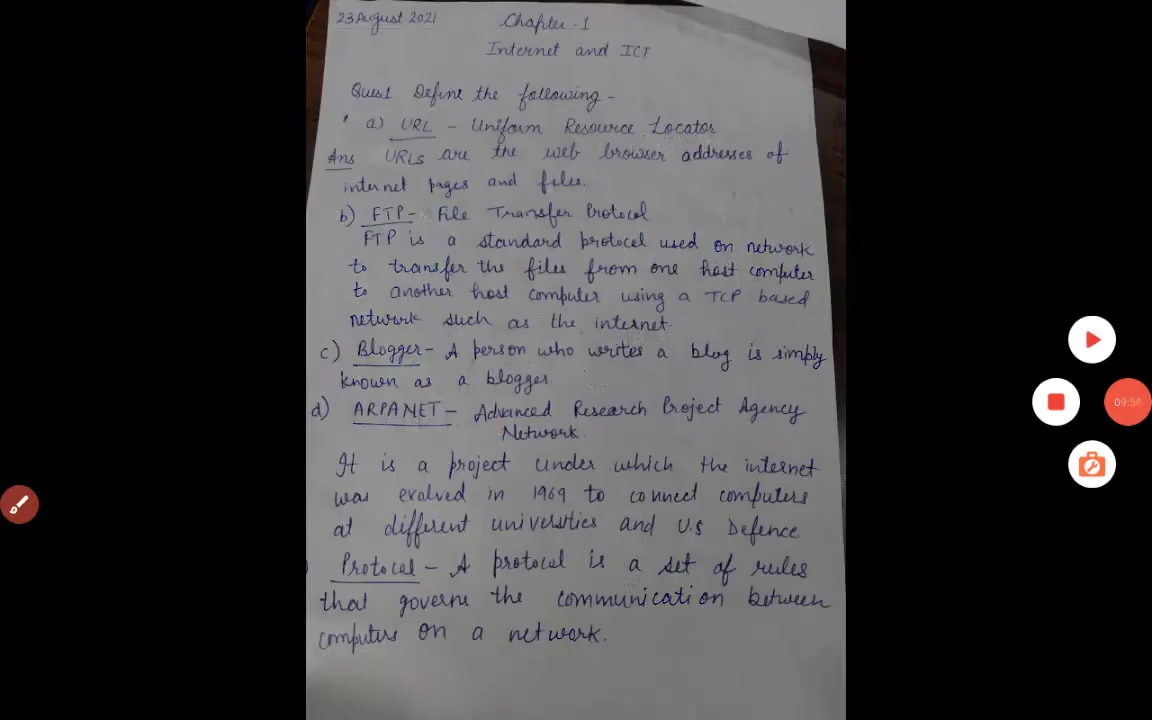 23 August 2021
Chapter - 1
Internet and ICT
Ques1 Define the following -
a) URL - Uniform Resource Locator
Ans URLs are the web browser addresses of
internet pages and files.
b) FTP - File Transfer Protocol
FTP is a standard protocol used on network
to transfer the files from one host computer
to another host computer using a TCP based
network such as the internet.
c) Blogger - A person who writes a blog is simply
known as a blogger.
d) ARPANET - Advanced Research Project Agency
Network.
It is a project under which the internet
was evolved in 1969 to connect computers
at different universities and U.S Defence
Protocol - A protocol is a set of rules
that governs the communication between
computers on a network.
09:54